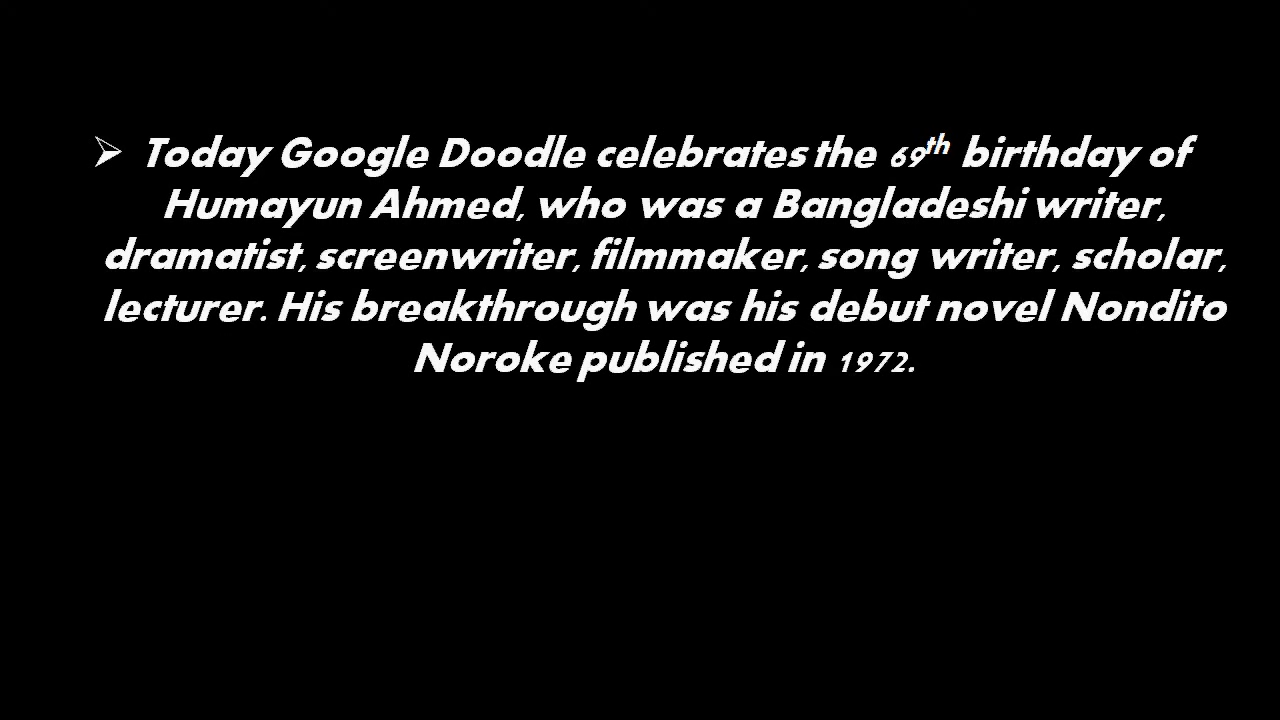 ➢ Today Google Doodle celebrates the 69th birthday of
Humayun Ahmed, who was a Bangladeshi writer,
dramatist, screenwriter, filmmaker, song writer, scholar,
lecturer. His breakthrough was his debut novel Nondito
Noroke published in 1972.